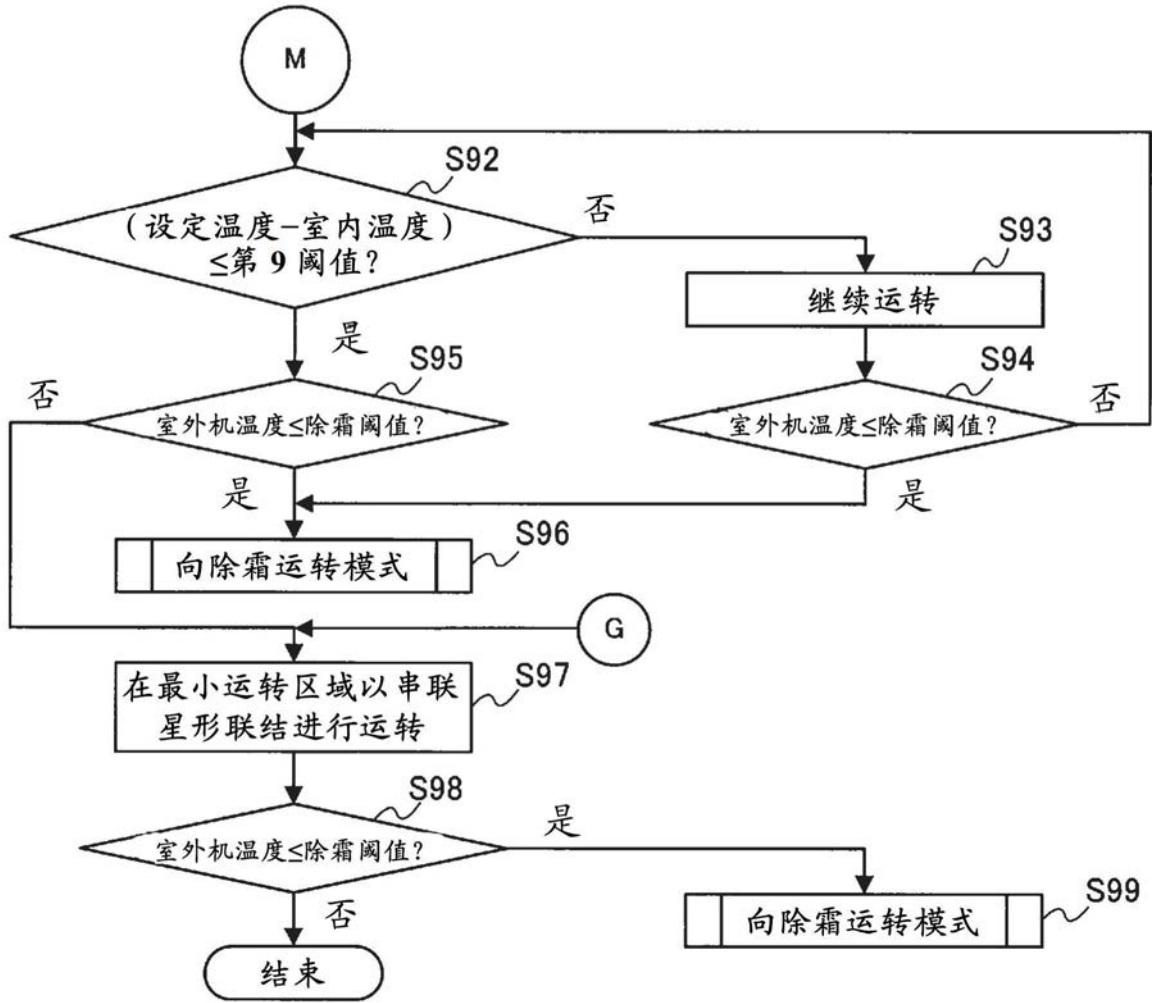 M
S92
(设定温度-室内温度)
≤第 9 阈值?
否
是
S93
继续运转
S95
室外机温度≤除霜阈值?
否
是
S94
室外机温度≤除霜阈值?
否
是
S96
向除霜运转模式
G
S97
在最小运转区域以串联
星形联结进行运转
S98
室外机温度≤除霜阈值?
是
否
S99
向除霜运转模式
结束